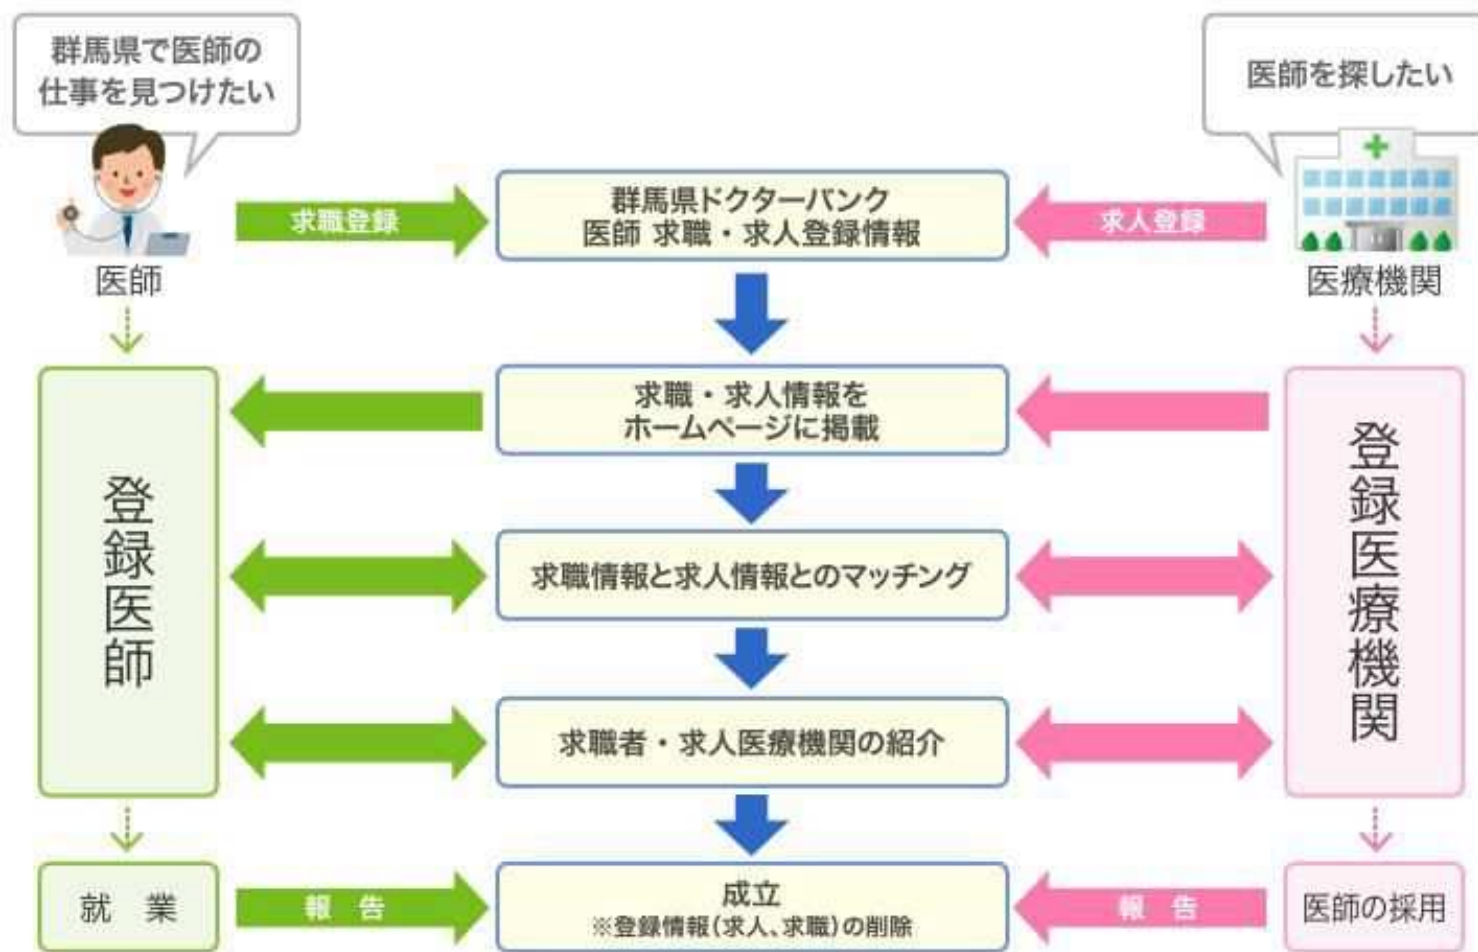 群馬県で医師の
仕事を見つけたい
医師を探したい
求職登録
群馬県ドクターバンク
医師 求職・求人登録情報
求人登録
医師
医療機関
求職・求人情報を
ホームページに掲載
登録医師
登録医療機関
求職情報と求人情報とのマッチング
求職者・求人医療機関の紹介
就 業
報 告
成立
※登録情報(求人、求職)の削除
報 告
医師の採用